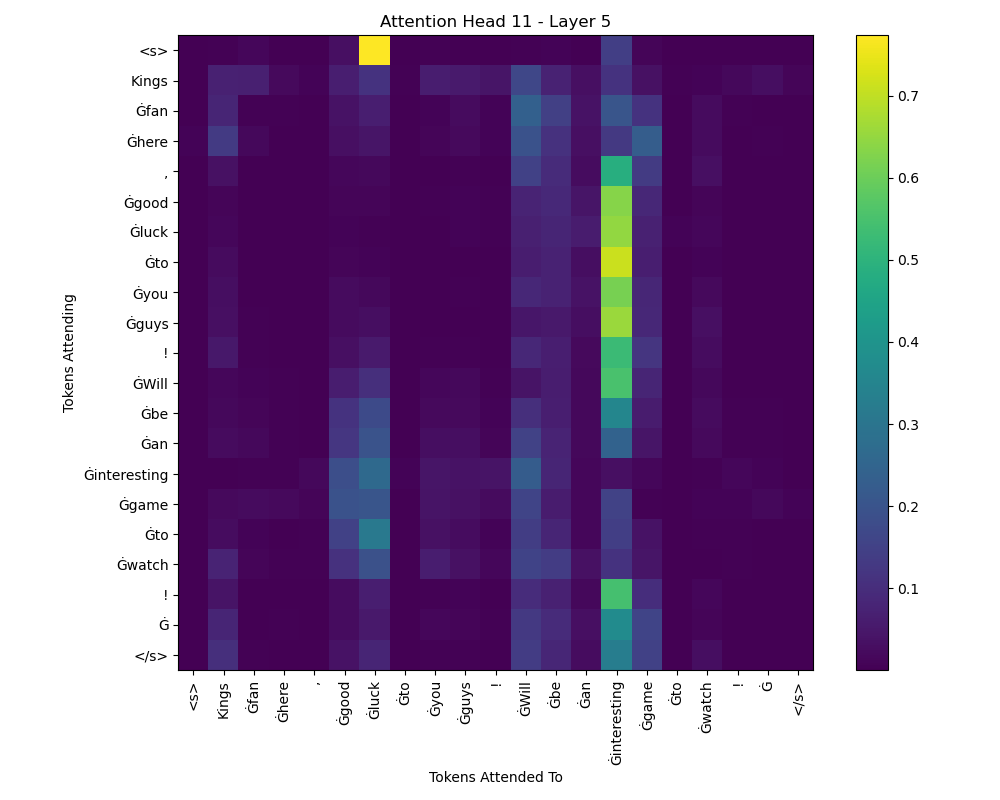 Attention Head 11 - Layer 5
Tokens Attending
<s>
Kings
Ġfan
Ġhere
,
Ġgood
Ġluck
Ġto
Ġyou
Ġguys
!
ĠWill
Ġbe
Ġan
Ġinteresting
Ġgame
Ġto
Ġwatch
!
Ġ
</s>
<s>
Kings
Ġfan
Ġhere
,
Ġgood
Ġluck
Ġto
Ġyou
Ġguys
!
ĠWill
Ġbe
Ġan
Ġinteresting
Ġgame
Ġto
Ġwatch
!
Ġ
</s>
Tokens Attended To
0.7
0.6
0.5
0.4
0.3
0.2
0.1